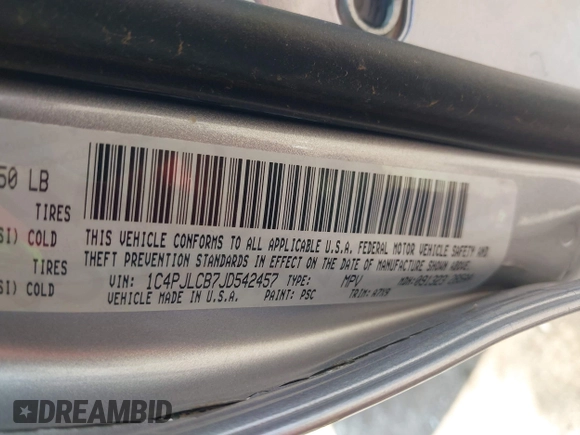 50 LB
TIRES
SI) COLD
THIS VEHICLE CONFORMS TO ALL APPLICABLE U.S.A. FEDERAL MOTOR VEHICLE SAFETY AND
TIRES
THEFT PREVENTION STANDARDS IN EFFECT ON THE DATE OF MANUFACTURE SHOWN ABOVE.
SI) COLD
VIN: 1C4PJLCB7JD542457 TYPE: MPV MDH:
VEHICLE MADE IN U.S.A. PAINT: PSC TRIM:
DREAMBID